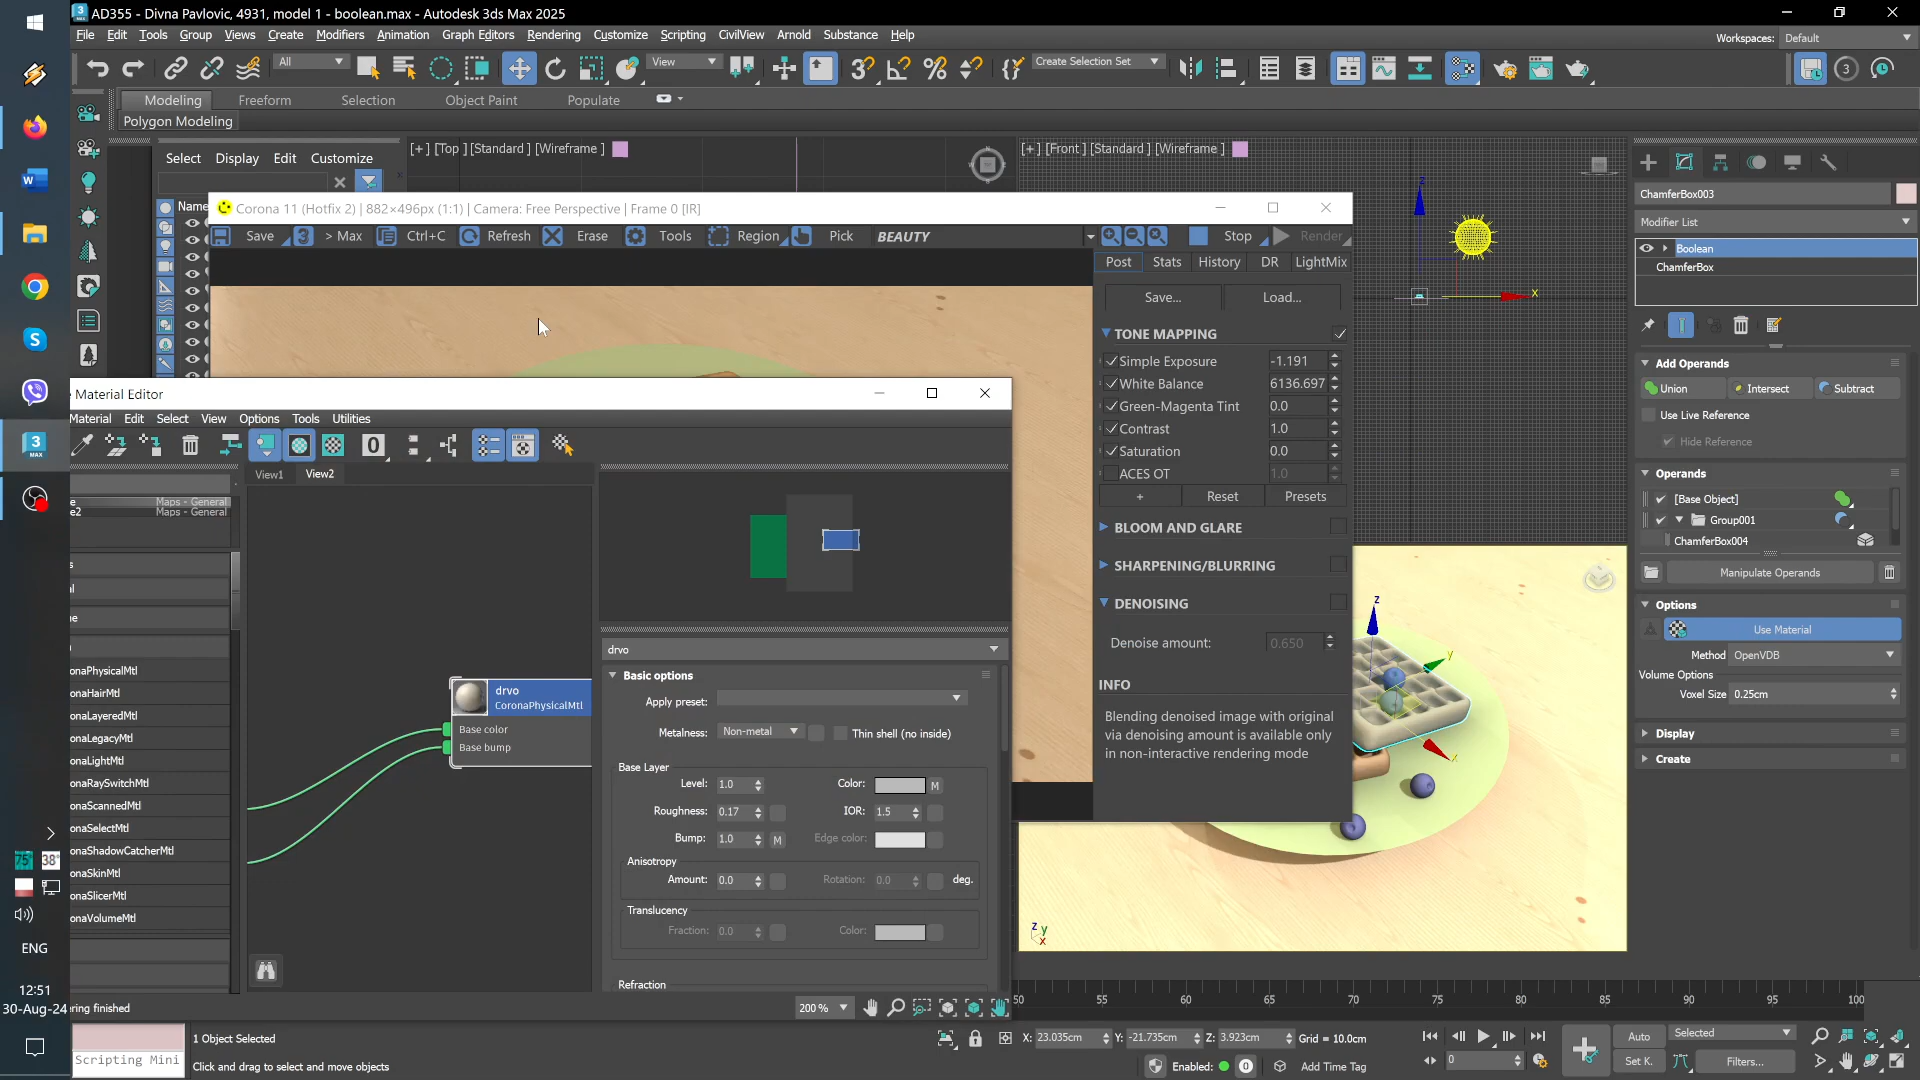 AD355 - Divna Pavlovic, 4931, model 1 - boolean.max - Autodesk 3ds Max 2025
File Edit Tools Group Views Create Modifiers Animation Graph Editors Rendering Customize Scripting CivilView Arnold Substance Help
Workspaces: Default
All View Create Selection Set
Modeling Freeform Selection Object Paint Populate
Polygon Modeling
Select Display Edit Customize
[+] [Top ] [Standard ] [Wireframe ]
[+] [Front ] [Standard ] [Wireframe ]
Name
Corona 11 (Hotfix 2) | 882×496px (1:1) | Camera: Free Perspective | Frame 0 [IR]
Save > Max Ctrl+C Refresh Erase Tools Region Pick BEAUTY Stop Render
Post Stats History DR LightMix
Save... Load...
TONE MAPPING
Simple Exposure -1.191
White Balance 6136.697
Green-Magenta Tint 0.0
Contrast 1.0
Saturation 0.0
ACES OT 1.0
+ Reset Presets
BLOOM AND GLARE
SHARPENING/BLURRING
DENOISING
Denoise amount: 0.650
INFO
Blending denoised image with original
via denoising amount is available only
in non-interactive rendering mode
Material Editor
Material Edit Select View Options Tools Utilities
View1 View2
Maps - General
Maps - General
onaPhysicalMtl
onaHairMtl
onaLayeredMtl
onaLegacyMtl
onaLightMtl
onaRaySwitchMtl
onaScannedMtl
onaSelectMtl
onaShadowCatcherMtl
onaSkinMtl
onaSlicerMtl
onaVolumeMtl
drvo
CoronaPhysicalMtl
Base color
Base bump
drvo
Basic options
Apply preset:
Metalness: Non-metal Thin shell (no inside)
Base Layer
Level: 1.0 Color: M
Roughness: 0.17 IOR: 1.5
Bump: 1.0 M Edge color:
Anisotropy
Amount: 0.0 Rotation: 0.0 deg.
Translucency
Fraction: 0.0 Color:
Refraction
ring finished
200 %
ChamferBox003
Modifier List
Boolean
ChamferBox
Add Operands
Union Intersect Subtract
Use Live Reference
Hide Reference
Operands
[Base Object]
Group001
ChamferBox004
Manipulate Operands
Options
Use Material
Method OpenVDB
Volume Options
Voxel Size 0.25cm
Display
Create
z
x
z
y
x
z
y
x
50 55 60 65 70 75 80 85 90 95 100
75° 38°
ENG
12:51
30-Aug-24
Scripting Mini
1 Object Selected
Click and drag to select and move objects
X: 23.035cm Y: -21.735cm Z: 3.923cm Grid = 10.0cm
Enabled: 0 Add Time Tag
0
Auto Selected
Set K. Filters...